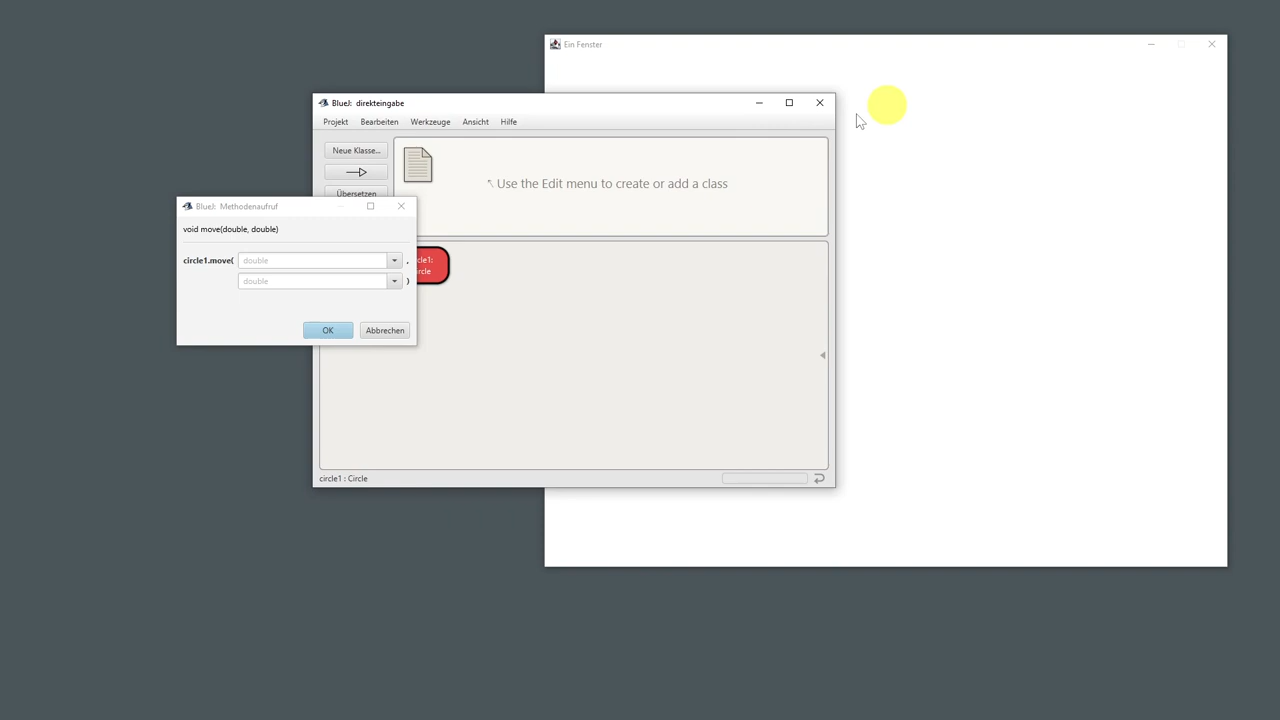 Ein Fenster
BlueJ: direkteingabe
Projekt Bearbeiten Werkzeuge Ansicht Hilfe
Neue Klasse...
Übersetzen
Use the Edit menu to create or add a class
BlueJ: Methodenaufruf
void move(double, double)
circle1.move( double ,
double )
OK Abbrechen
circle1 : Circle